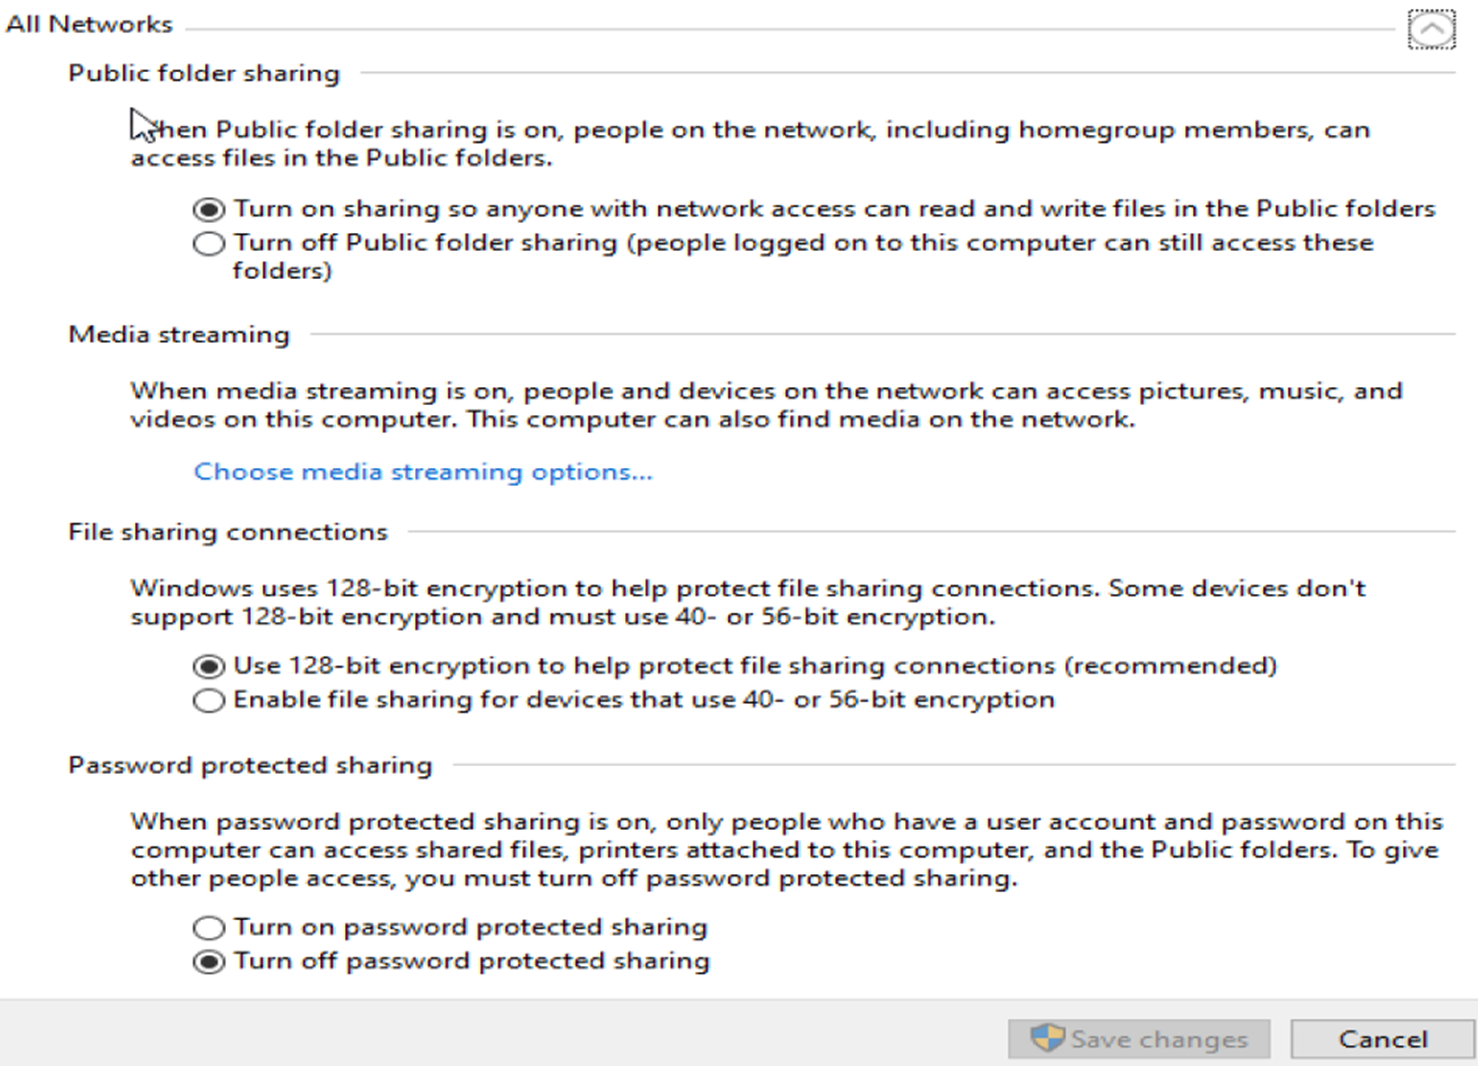 All Networks
Public folder sharing
hen Public folder sharing is on, people on the network, including homegroup members, can
access files in the Public folders.
Turn on sharing so anyone with network access can read and write files in the Public folders
Turn off Public folder sharing (people logged on to this computer can still access these
folders)
Media streaming
When media streaming is on, people and devices on the network can access pictures, music, and
videos on this computer. This computer can also find media on the network.
Choose media streaming options...
File sharing connections
Windows uses 128-bit encryption to help protect file sharing connections. Some devices don't
support 128-bit encryption and must use 40- or 56-bit encryption.
Use 128-bit encryption to help protect file sharing connections (recommended)
Enable file sharing for devices that use 40- or 56-bit encryption
Password protected sharing
When password protected sharing is on, only people who have a user account and password on this
computer can access shared files, printers attached to this computer, and the Public folders. To give
other people access, you must turn off password protected sharing.
Turn on password protected sharing
Turn off password protected sharing
Save changes
Cancel